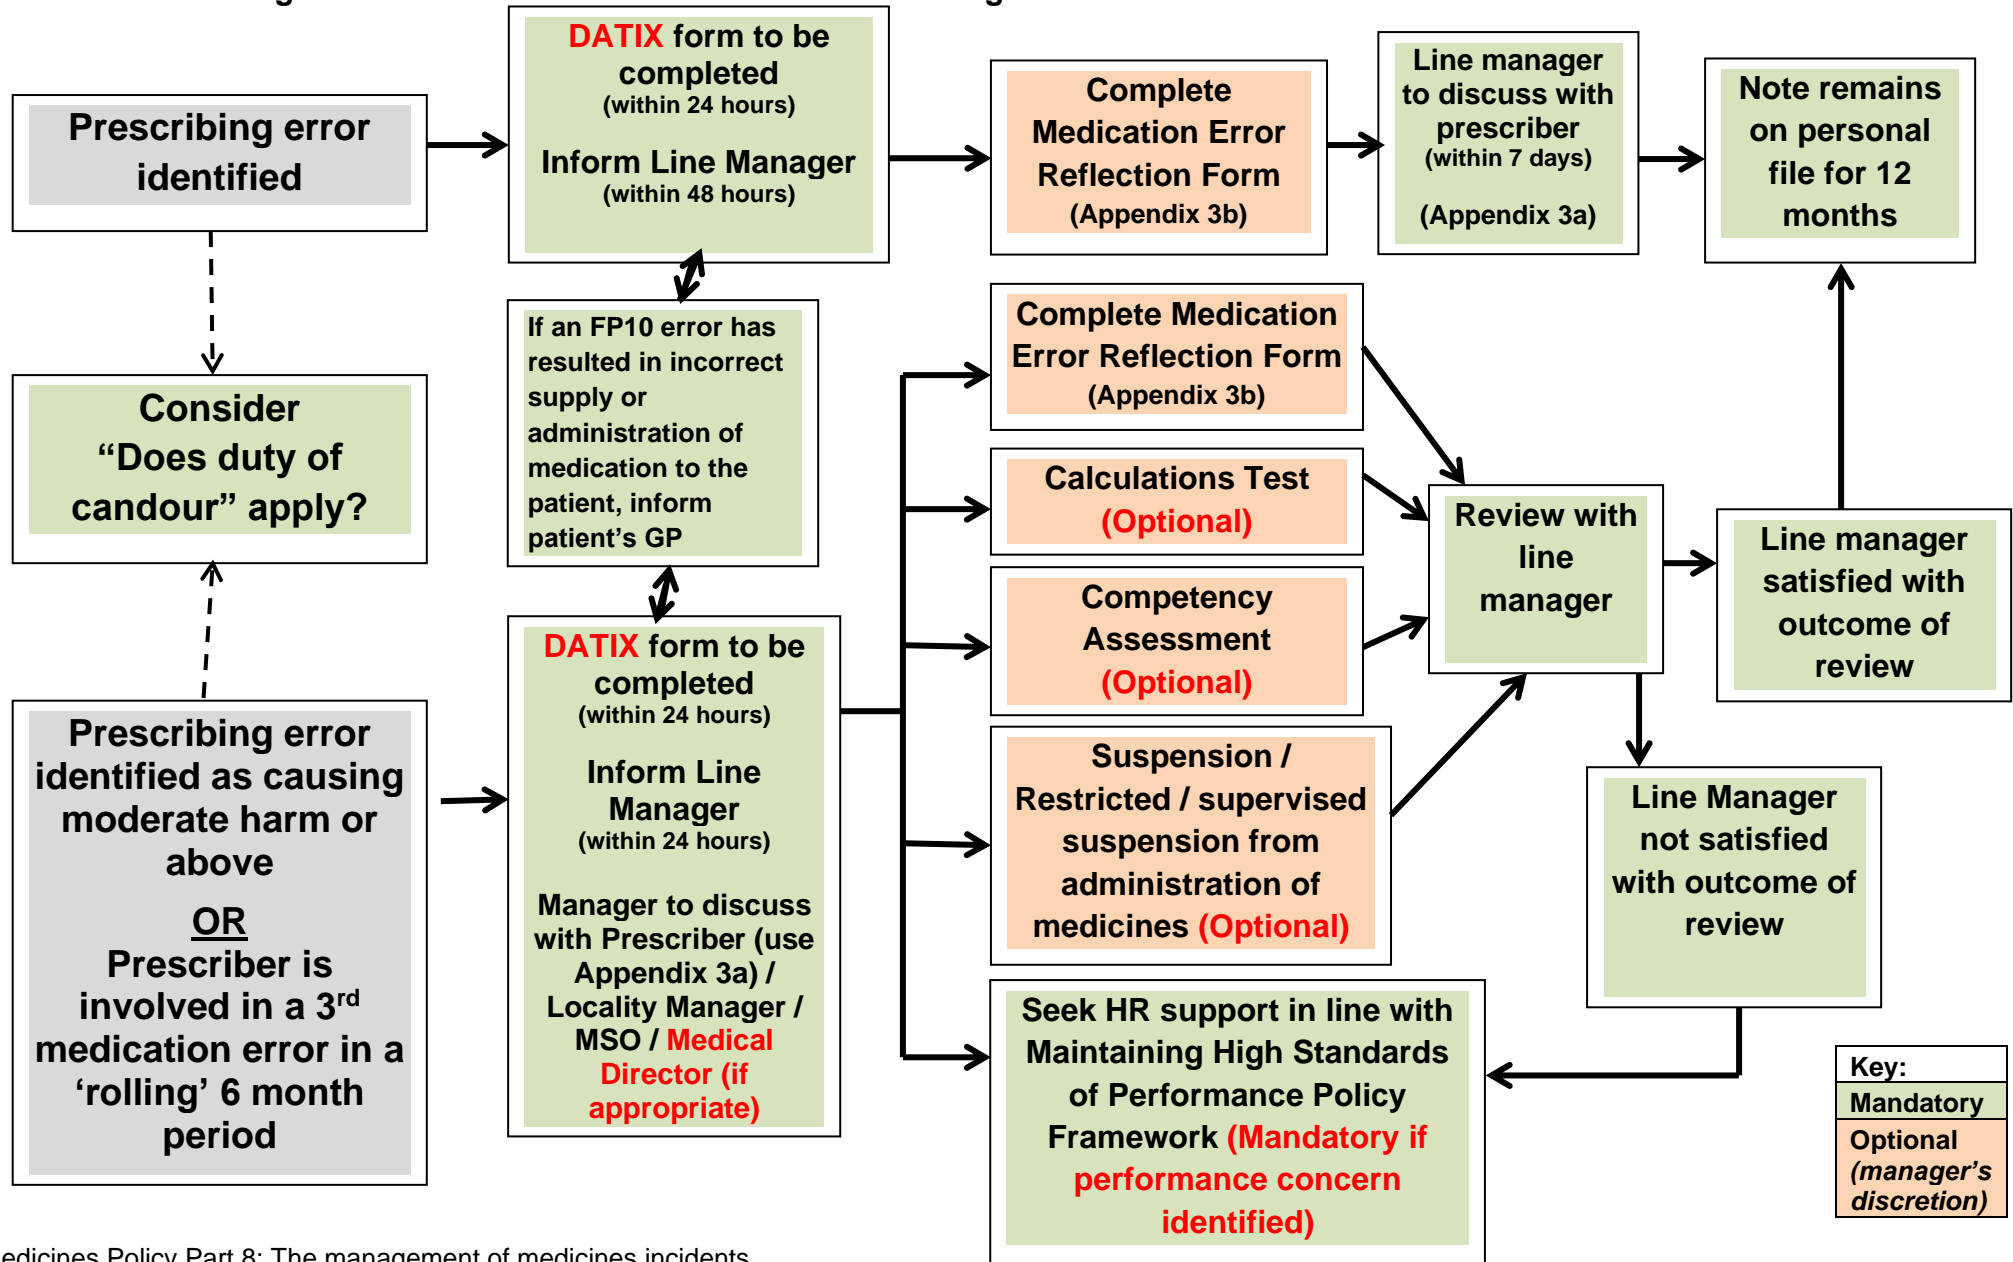 Prescribing error
identified
DATIX form to be
completed
(within 24 hours)
Inform Line Manager
(within 48 hours)
Complete
Medication Error
Reflection Form
(Appendix 3b)
Line manager
to discuss with
prescriber
(within 7 days)
(Appendix 3a)
Note remains
on personal
file for 12
months
Consider
“Does duty of
candour” apply?
If an FP10 error has
resulted in incorrect
supply or
administration of
medication to the
patient, inform
patient’s GP
Prescribing error
identified as causing
moderate harm or
above
OR
Prescriber is
involved in a 3rd
medication error in a
‘rolling’ 6 month
period
DATIX form to be
completed
(within 24 hours)
Inform Line
Manager
(within 24 hours)
Manager to discuss
with Prescriber (use
Appendix 3a) /
Locality Manager /
MSO / Medical
Director (if
appropriate)
Complete Medication
Error Reflection Form
(Appendix 3b)
Calculations Test
(Optional)
Competency
Assessment
(Optional)
Suspension /
Restricted / supervised
suspension from
administration of
medicines (Optional)
Seek HR support in line with
Maintaining High Standards
of Performance Policy
Framework (Mandatory if
performance concern
identified)
Review with
line
manager
Line manager
satisfied with
outcome of
review
Line Manager
not satisfied
with outcome of
review
Key:
Mandatory
Optional
(manager’s
discretion)
edicines Policy Part 8: The management of medicines incidents